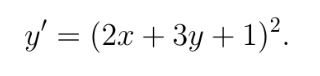 y′ = (2x + 3y + 1)².